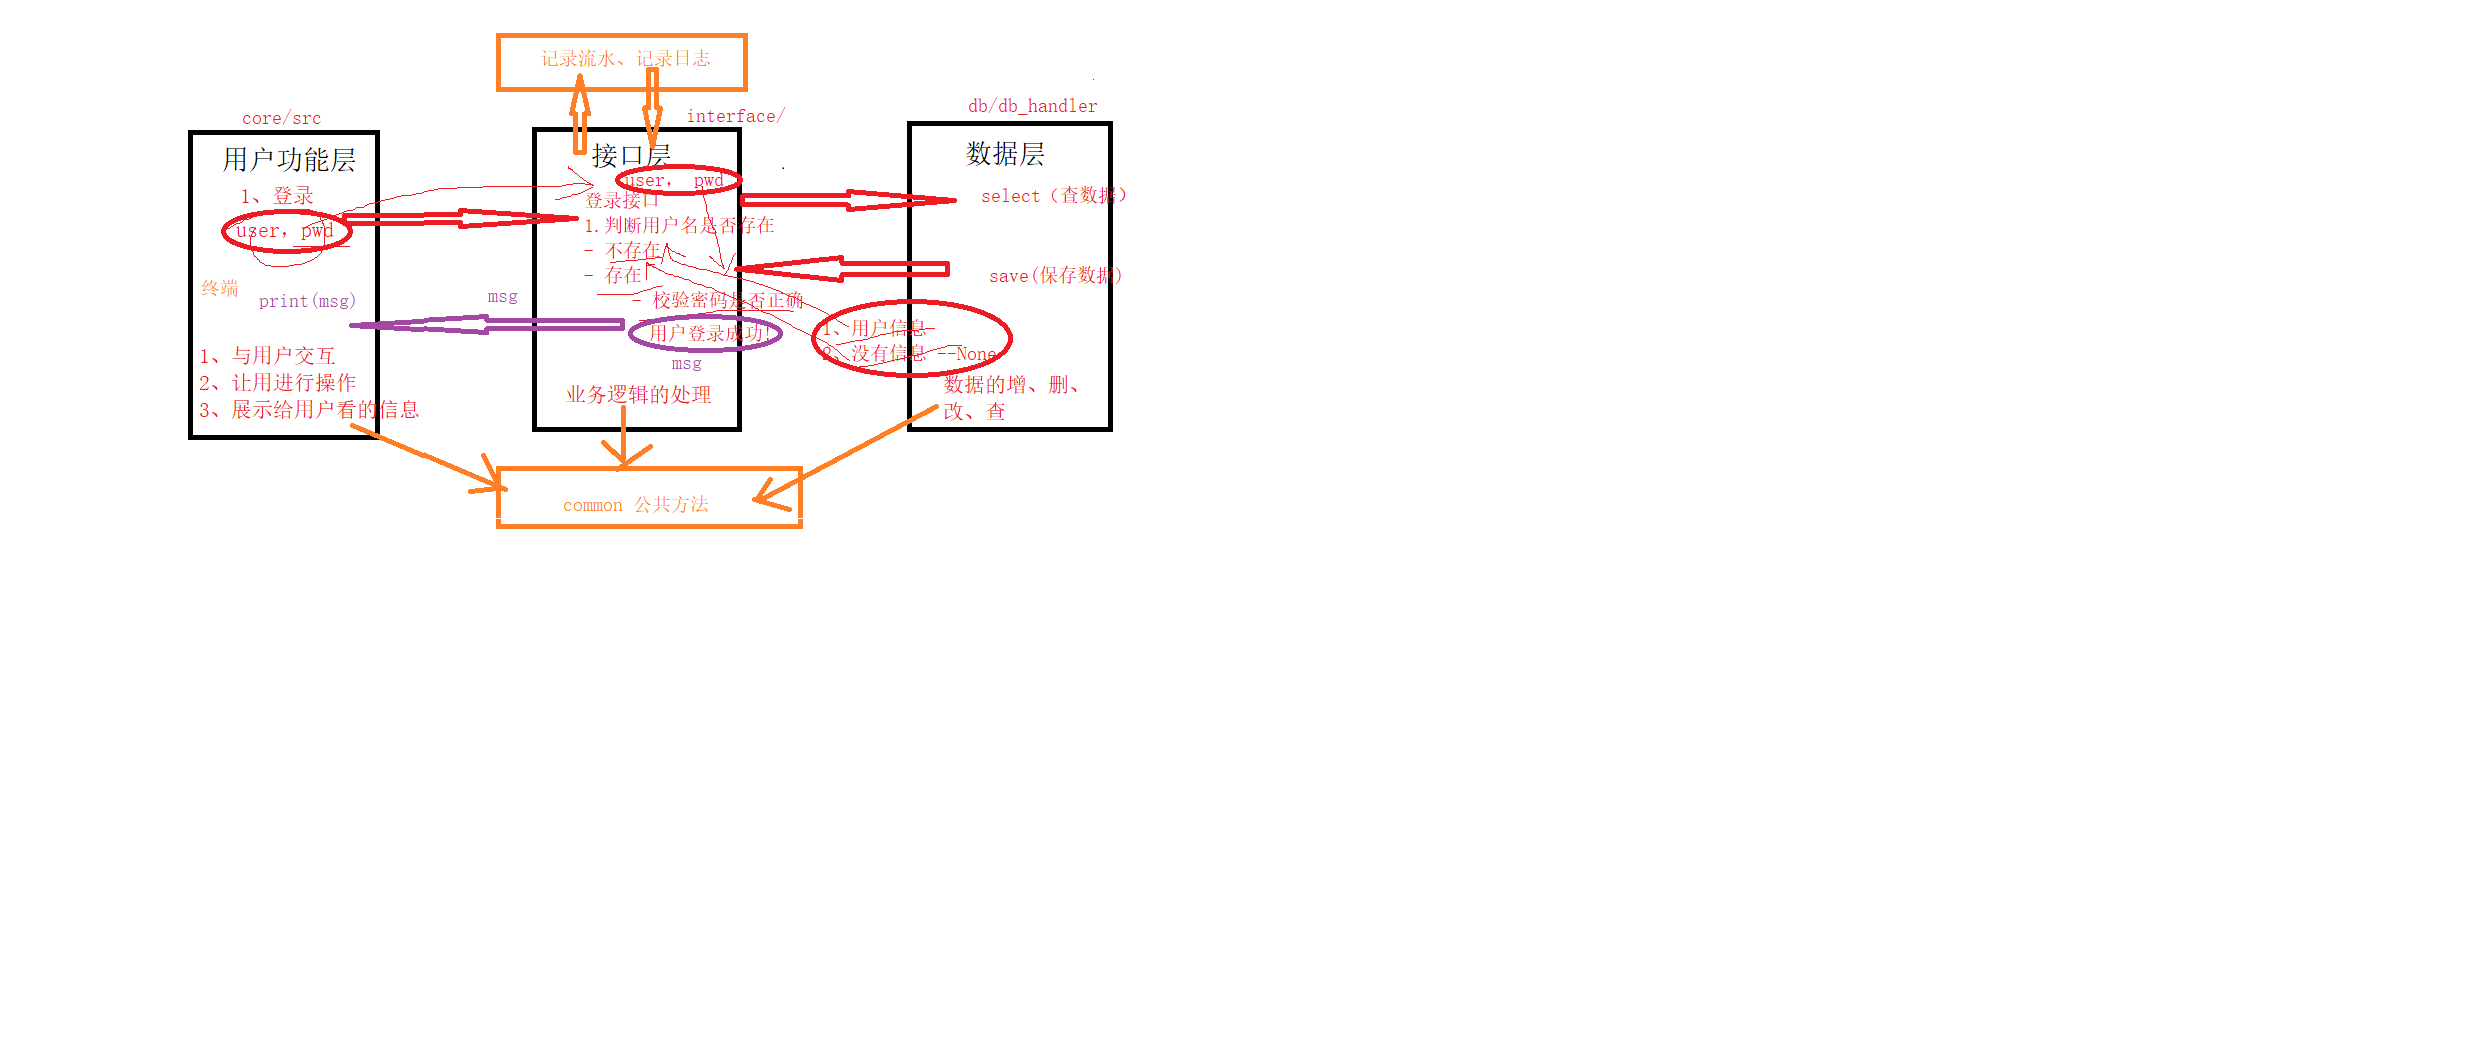 记录流水、记录日志
core/src
用户功能层
1、登录
user, pwd
终端
print(msg)
1、与用户交互
2、让用进行操作
3、展示给用户看的信息
msg
interface/
接口层
user, pwd
登录接口
1.判断用户名是否存在
- 不存在
- 存在
- 校验密码是否正确
用户登录成功!
msg
业务逻辑的处理
db/db_handler
数据层
select（查数据）
save(保存数据)
1、用户信息
2、没有信息 --None
数据的增、删、
改、查
common 公共方法